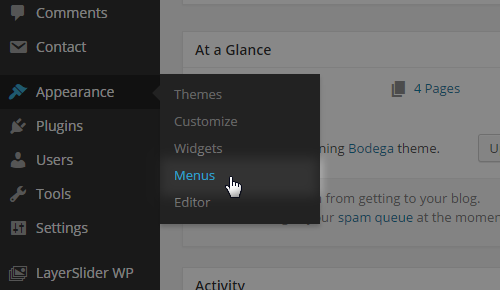 Comments
Contact
Appearance
Plugins
Users
Tools
Settings
LayerSlider WP
Themes
Customize
Widgets
Menus
Editor
At a Glance
4 Pages
ning Bodega theme.
U
from getting to your blog.
your spam queue at the momen
Activity